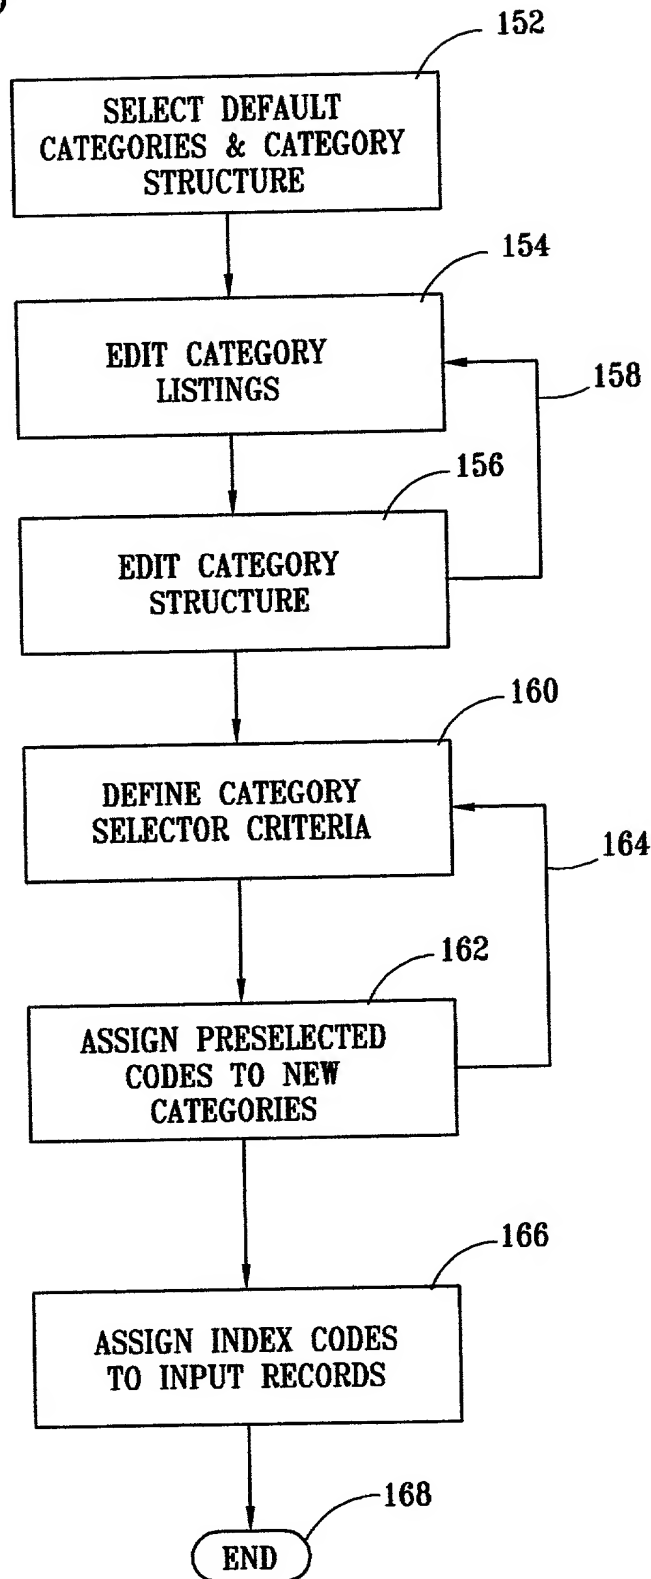 152
SELECT DEFAULT
CATEGORIES & CATEGORY
STRUCTURE
154
EDIT CATEGORY
LISTINGS
158
156
EDIT CATEGORY
STRUCTURE
160
DEFINE CATEGORY
SELECTOR CRITERIA
164
162
ASSIGN PRESELECTED
CODES TO NEW
CATEGORIES
166
ASSIGN INDEX CODES
TO INPUT RECORDS
168
END